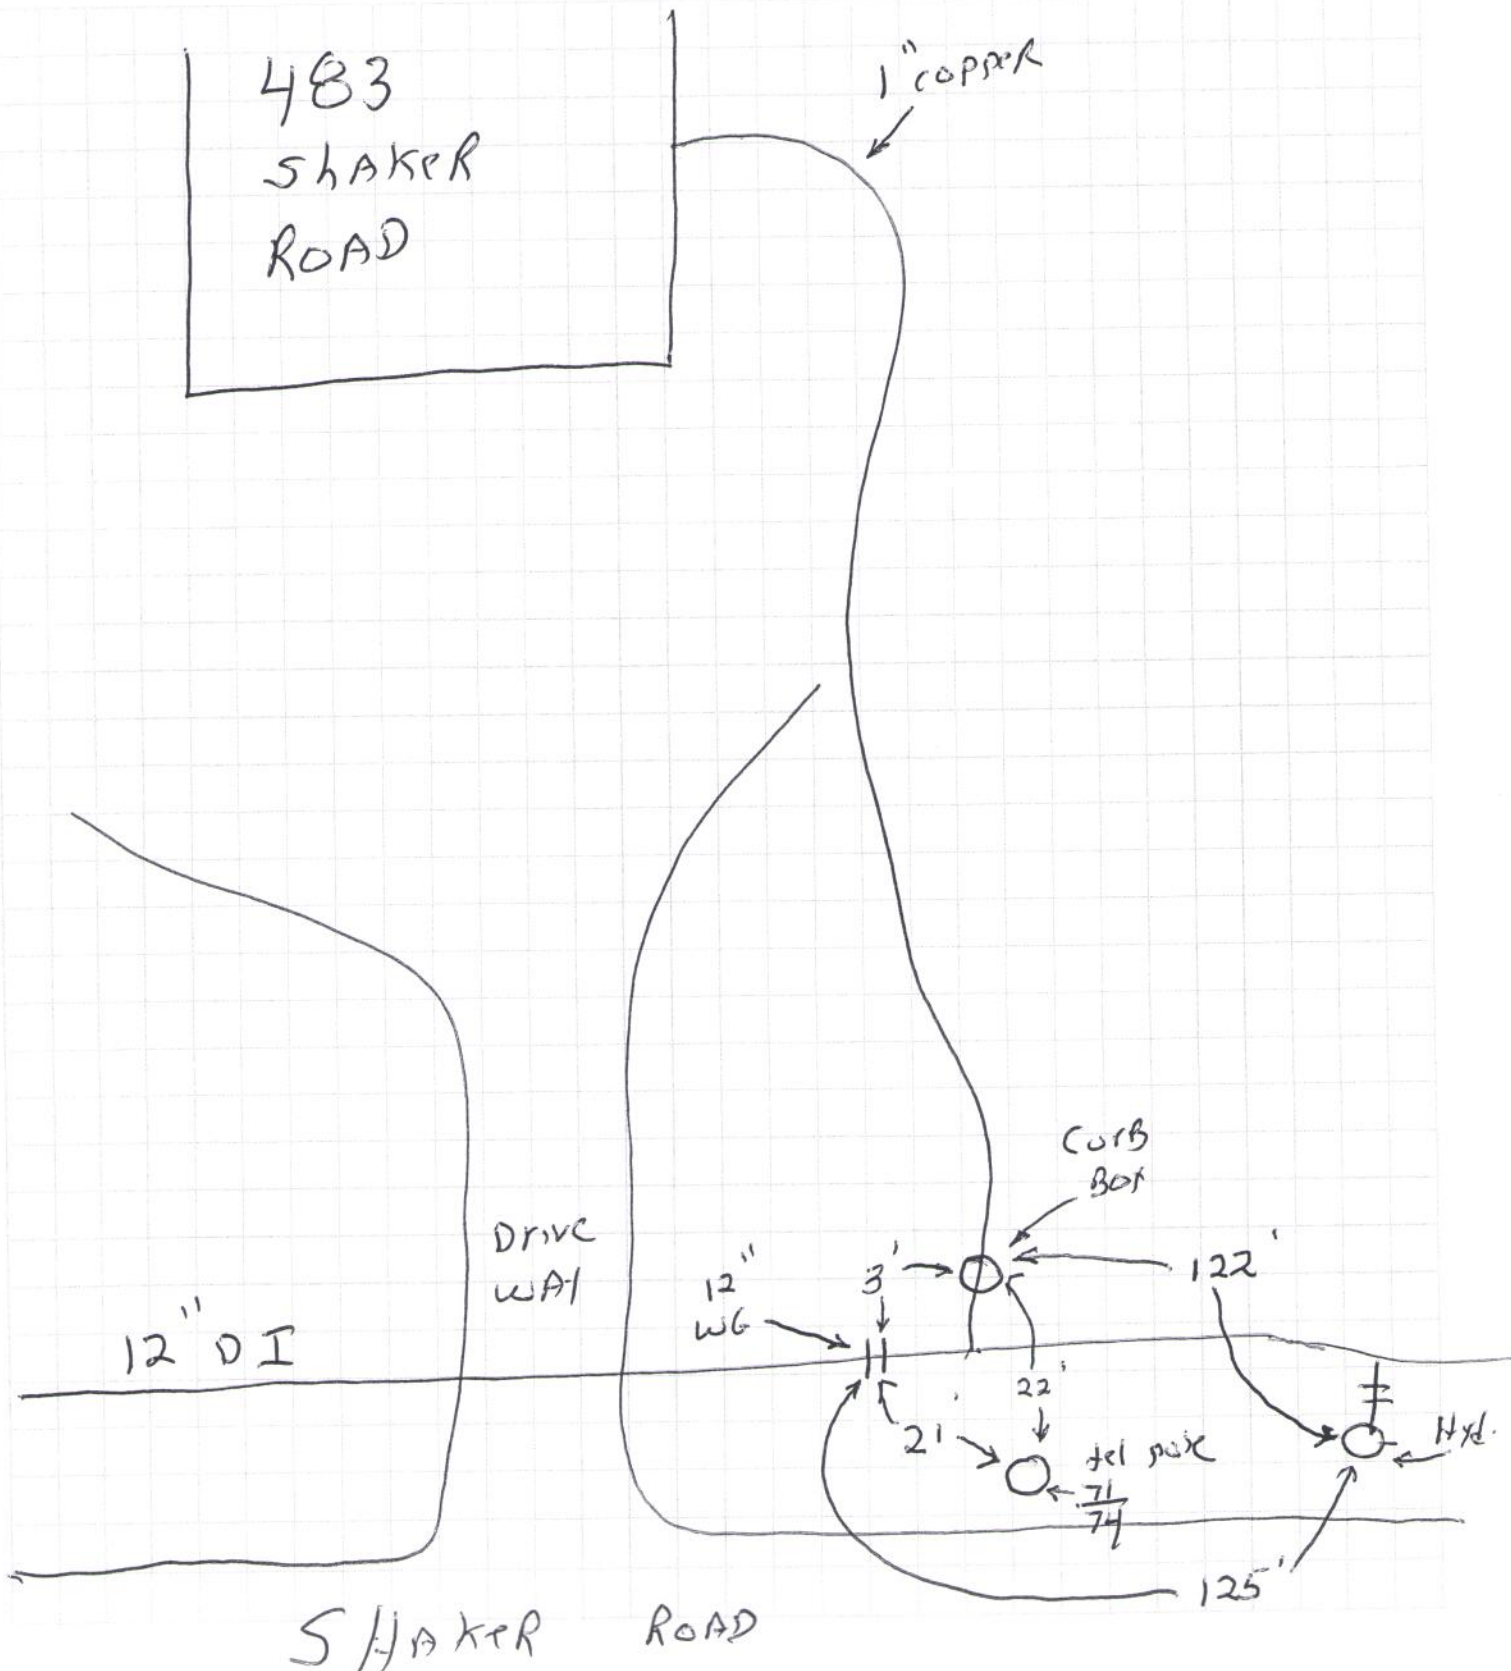 483
ShAKeR
ROAD
1" copper
Curb
Box
Drive
WAY
12" DI
12"
WG
3'
122'
22'
21'
tel pole
71/74
Hyd.
125'
SHAKeR ROAD